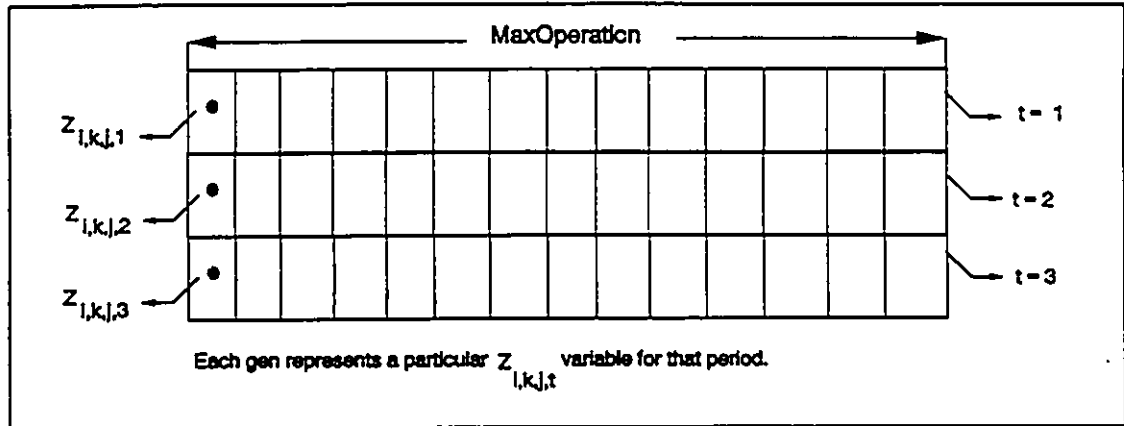 MaxOperation
Z i,k,j,1
t = 1
Z i,k,j,2
t = 2
Z i,k,j,3
t = 3
Each gen represents a particular Z i,k,j,t variable for that period.